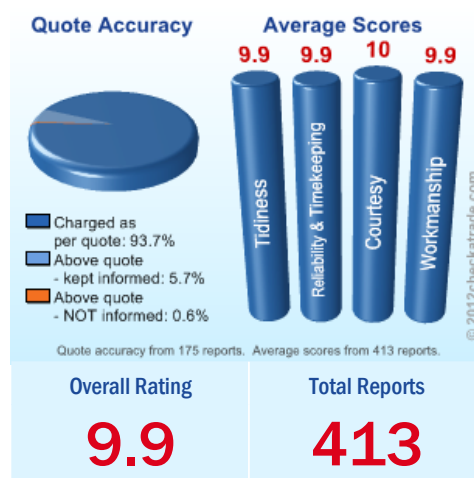 Quote Accuracy
Average Scores
9.9
9.9
10
9.9
Tidiness
Reliability & Timekeeping
Courtesy
Workmanship
Charged as
per quote: 93.7%
Above quote
- kept informed: 5.7%
Above quote
- NOT informed: 0.6%
© 2012checkatrade.com
Quote accuracy from 175 reports. Average scores from 413 reports.
Overall Rating
9.9
Total Reports
413